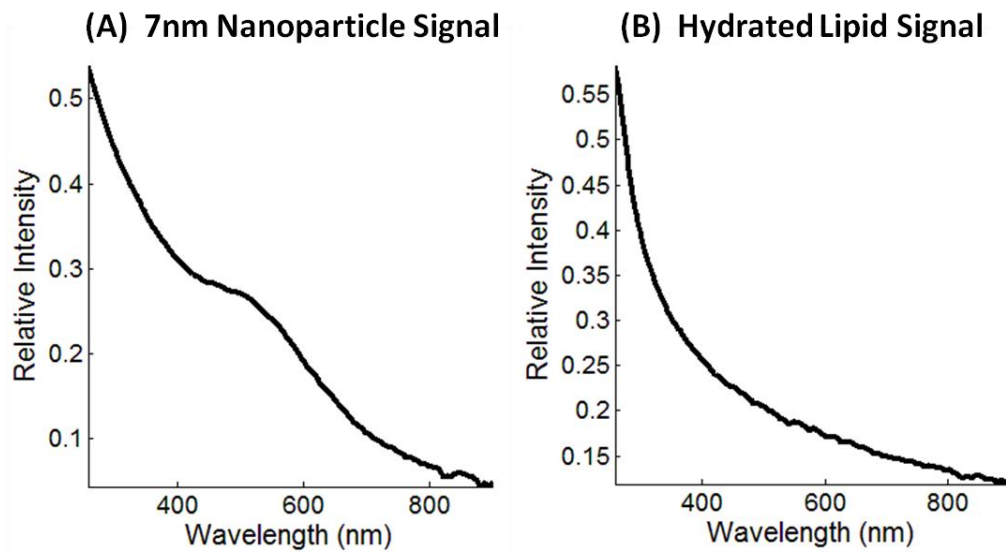 (A) 7nm Nanoparticle Signal
0.5
0.4
0.3
0.2
0.1
Relative Intensity
400 600 800
Wavelength (nm)
(B) Hydrated Lipid Signal
0.55
0.5
0.45
0.4
0.35
0.3
0.25
0.2
0.15
Relative Intensity
400 600 800
Wavelength (nm)